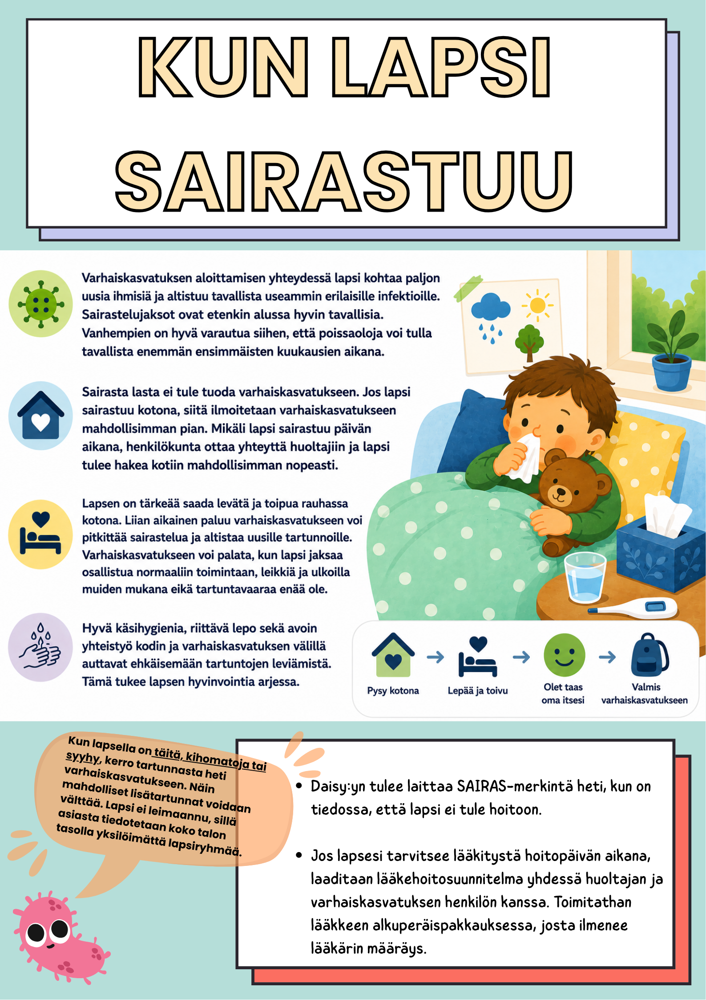 KUN LAPSI
SAIRASTUU
Varhaiskasvatuksen aloittamisen yhteydessä lapsi kohtaa paljon
uusia ihmisiä ja altistuu tavallista useammin erilaisille infektioille.
Sairastelujaksot ovat etenkin alussa hyvin tavallisia.
Vanhempien on hyvä varautua siihen, että poissaoloja voi tulla
tavallista enemmän ensimmäisten kuukausien aikana.
Sairasta lasta ei tule tuoda varhaiskasvatukseen. Jos lapsi
sairastuu kotona, siitä ilmoitetaan varhaiskasvatukseen
mahdollisimman pian. Mikäli lapsi sairastuu päivän
aikana, henkilökunta ottaa yhteyttä huoltajiin ja lapsi
tulee hakea kotiin mahdollisimman nopeasti.
Lapsen on tärkeää saada levätä ja toipua rauhassa
kotona. Liian aikainen paluu varhaiskasvatukseen voi
pitkittää sairastelua ja altistaa uusille tartunnoille.
Varhaiskasvatukseen voi palata, kun lapsi jaksaa
osallistua normaaliin toimintaan, leikkiä ja ulkoilla
muiden mukana eikä tartuntavaaraa enää ole.
Hyvä käsihygienia, riittävä lepo sekä avoin
yhteistyö kodin ja varhaiskasvatuksen välillä
auttavat ehkäisemään tartuntojen leviämistä.
Tämä tukee lapsen hyvinvointia arjessa.
Pysy kotona
Lepää ja toivu
Olet taas
oma itsesi
Valmis
varhaiskasvatukseen
Kun lapsella on täitä, kihomatoja tai
syyhy, kerro tartunnasta heti
varhaiskasvatukseen. Näin
mahdolliset lisätartunnat voidaan
välttää. Lapsi ei leimaannu, sillä
asiasta tiedotetaan koko talon
tasolla yksilöimättä lapsiryhmää.
• Daisy:yn tulee laittaa SAIRAS-merkintä heti, kun on
tiedossa, että lapsi ei tule hoitoon.
• Jos lapsesi tarvitsee lääkitystä hoitopäivän aikana,
laaditaan lääkehoitosuunnitelma yhdessä huoltajan ja
varhaiskasvatuksen henkilön kanssa. Toimitathan
lääkkeen alkuperäispakkauksessa, josta ilmenee
lääkärin määräys.